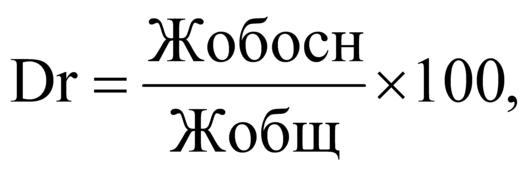 Dr = Жобосн / Жобщ ×100,